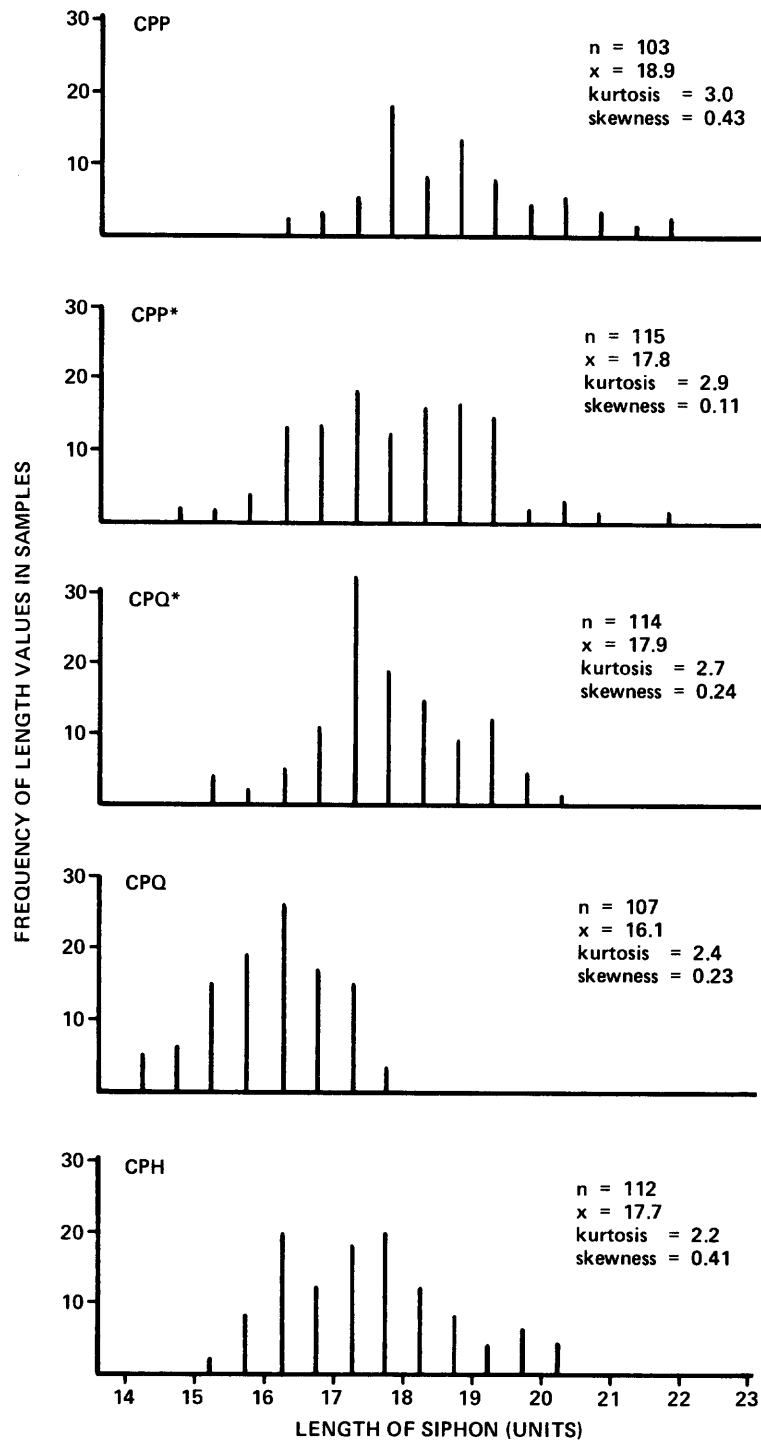 FREQUENCY OF LENGTH VALUES IN SAMPLES
CPP
n = 103
x = 18.9
kurtosis = 3.0
skewness = 0.43
30
20
10
CPP*
n = 115
x = 17.8
kurtosis = 2.9
skewness = 0.11
30
20
10
CPQ*
n = 114
x = 17.9
kurtosis = 2.7
skewness = 0.24
30
20
10
CPQ
n = 107
x = 16.1
kurtosis = 2.4
skewness = 0.23
30
20
10
CPH
n = 112
x = 17.7
kurtosis = 2.2
skewness = 0.41
30
20
10
14 15 16 17 18 19 20 21 22 23
LENGTH OF SIPHON (UNITS)